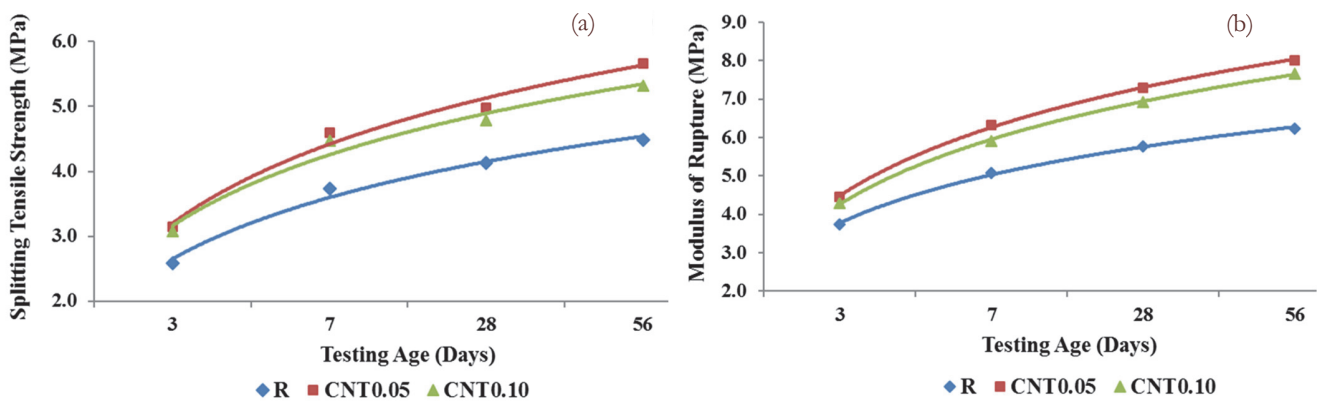 (a)
Splitting Tensile Strength (MPa)
6.0
5.0
4.0
3.0
2.0
3 7 28 56
Testing Age (Days)
R CNT0.05 CNT0.10
(b)
Modulus of Rupture (MPa)
9.0
8.0
7.0
6.0
5.0
4.0
3.0
2.0
3 7 28 56
Testing Age (Days)
R CNT0.05 CNT0.10